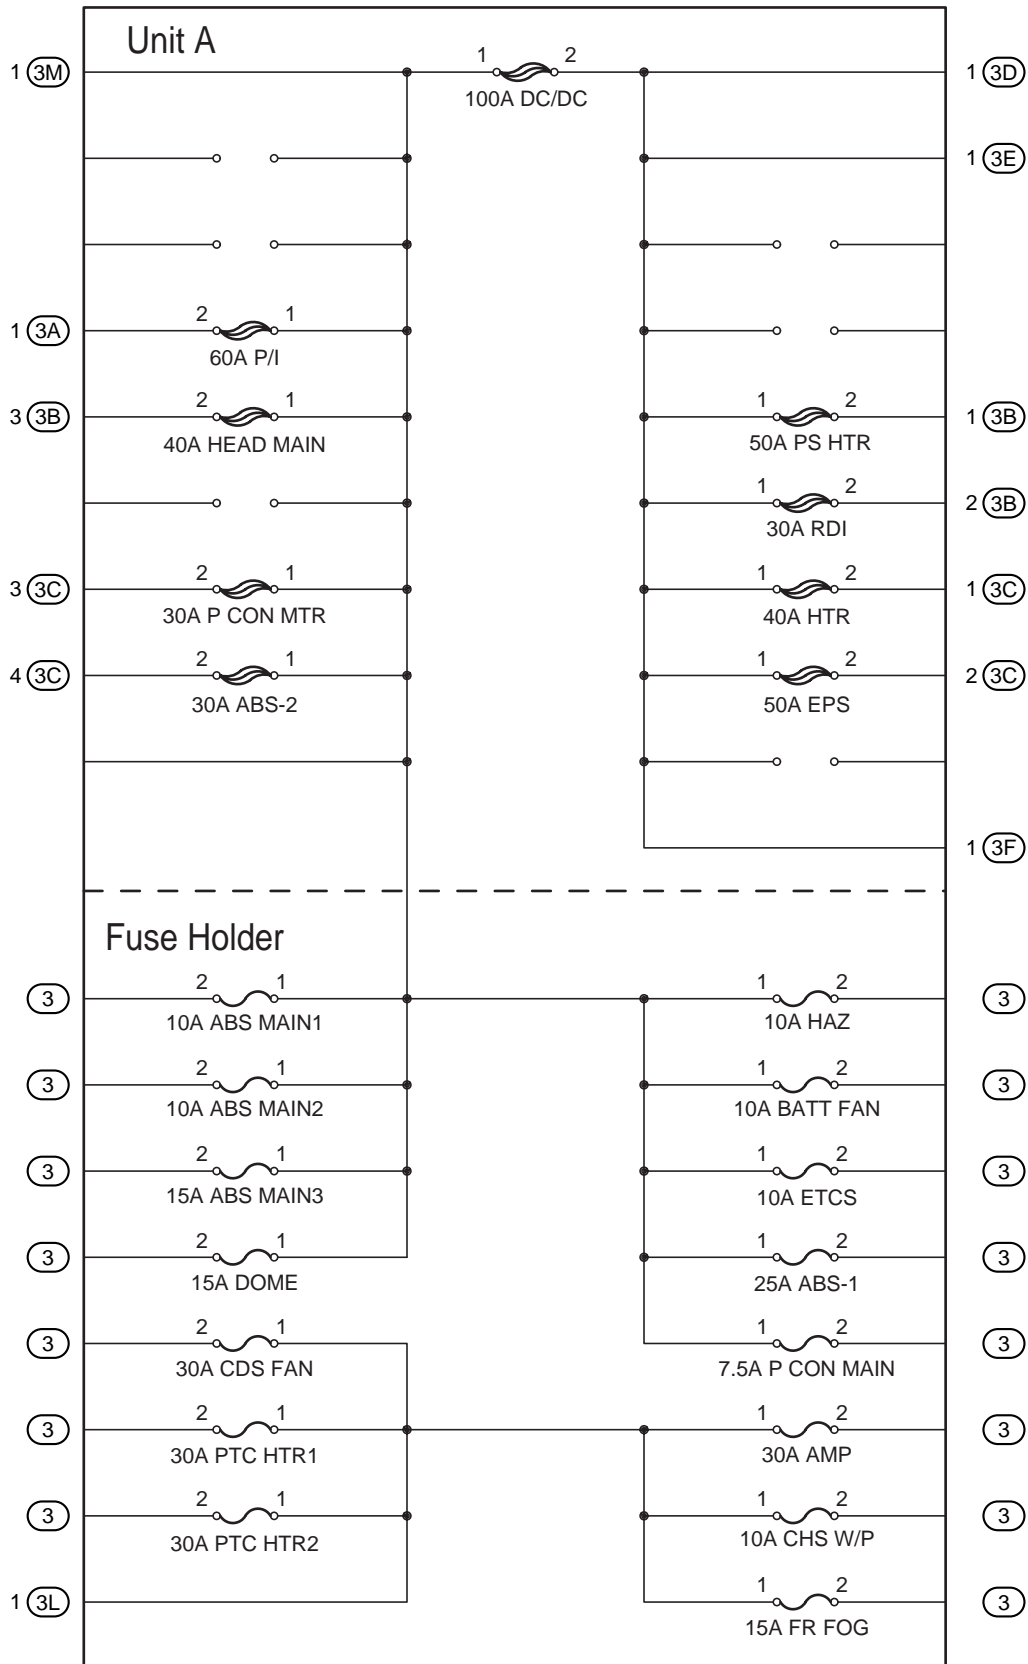 Unit A
1 3M 1 2 1 3D
100A DC/DC
1 3E
1 3A 2 1
60A P/I
3 3B 2 1 1 2 1 3B
40A HEAD MAIN 50A PS HTR
1 2 2 3B
30A RDI
3 3C 2 1 1 2 1 3C
30A P CON MTR 40A HTR
4 3C 2 1 1 2 2 3C
30A ABS-2 50A EPS
1 3F
Fuse Holder
3 2 1 1 2 3
10A ABS MAIN1 10A HAZ
3 2 1 1 2 3
10A ABS MAIN2 10A BATT FAN
3 2 1 1 2 3
15A ABS MAIN3 10A ETCS
3 2 1 1 2 3
15A DOME 25A ABS-1
3 2 1 1 2 3
30A CDS FAN 7.5A P CON MAIN
3 2 1 1 2 3
30A PTC HTR1 30A AMP
3 2 1 1 2 3
30A PTC HTR2 10A CHS W/P
1 3L 1 2 3
15A FR FOG